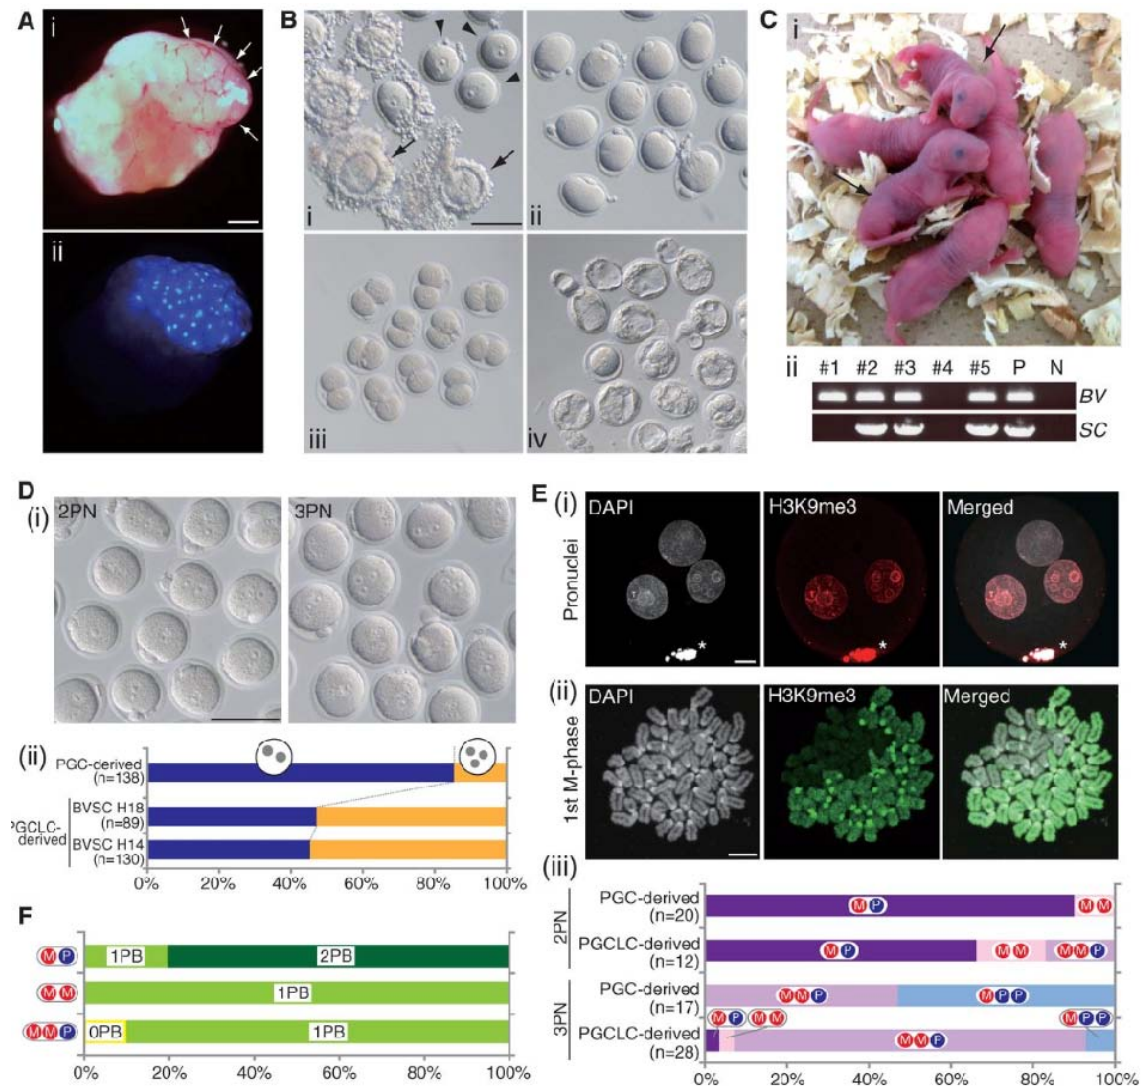 A
i
ii
B
i
ii
iii
iv
C
i
ii
#1 #2 #3 #4 #5 P N
BV
SC
D
(i)
2PN
3PN
(ii)
PGC-derived
(n=138)
PGCLC-
derived
BVSC H18
(n=89)
BVSC H14
(n=130)
0% 20% 40% 60% 80% 100%
E
(i)
Pronuclei
DAPI
H3K9me3
Merged
*
*
*
(ii)
1st M-phase
DAPI
H3K9me3
Merged
(iii)
2PN
PGC-derived
(n=20)
M P
M M
PGCLC-derived
(n=12)
M P
M M
M M P
3PN
PGC-derived
(n=17)
M M P
M P P
PGCLC-derived
(n=28)
M P
M M
M M P
M P P
0% 20% 40% 60% 80% 100%
F
M P
1PB
2PB
M M
1PB
M M P
0PB
1PB
0% 20% 40% 60% 80% 100%